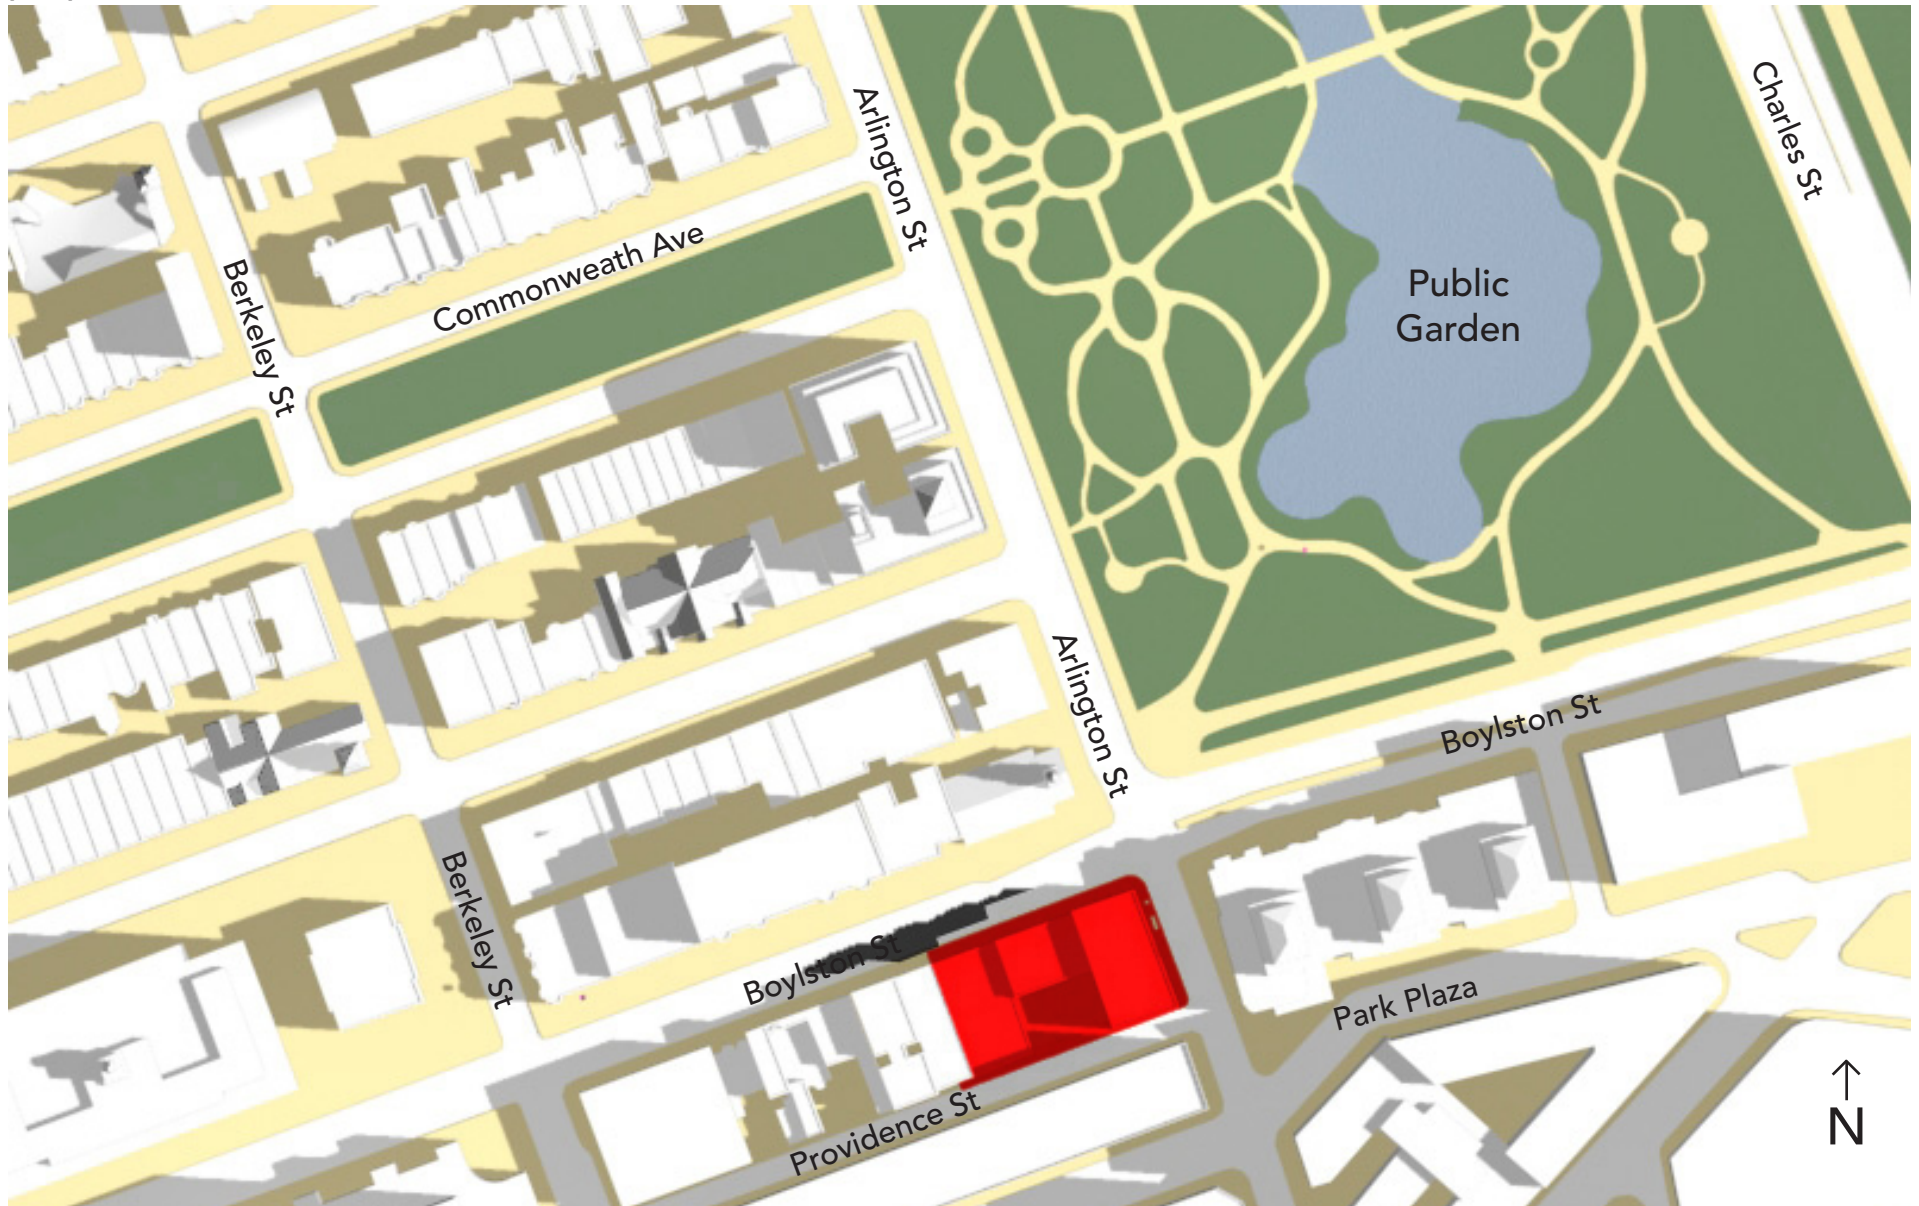 Arlington St
Charles St
Commonweath Ave
Berkeley St
Public
Garden
Arlington St
Boylston St
Berkeley St
Boylston St
Park Plaza
Providence St
N